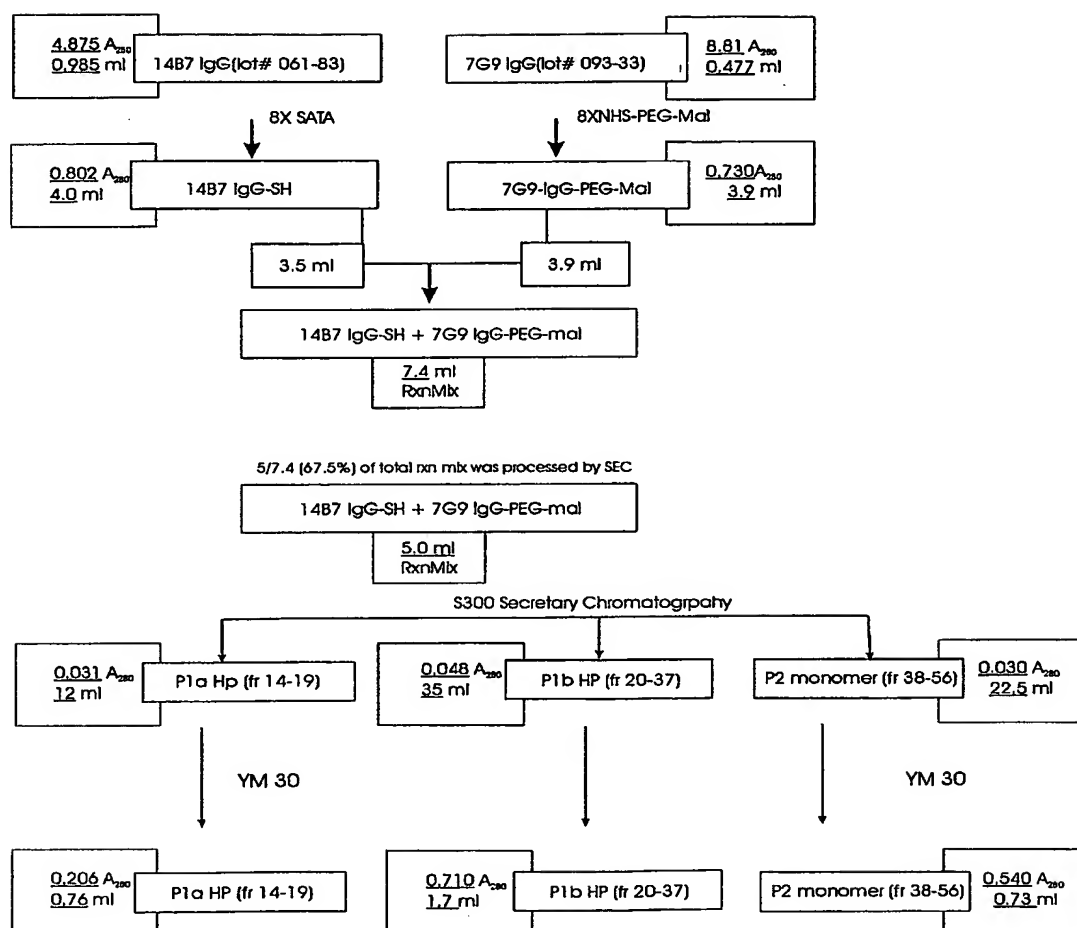 4.875 A280
0.985 ml
14B7 IgG(lot# 061-83)
7G9 IgG(lot# 093-33)
8.81 A280
0.477 ml
8X SATA
8XNHS-PEG-Mal
0.802 A280
4.0 ml
14B7 IgG-SH
7G9-IgG-PEG-Mal
0.730A280
3.9 ml
3.5 ml
3.9 ml
14B7 IgG-SH + 7G9 IgG-PEG-mal
7.4 ml
RxnMix
5/7.4 (67.5%) of total rxn mix was processed by SEC
14B7 IgG-SH + 7G9 IgG-PEG-mal
5.0 ml
RxnMix
S300 Secretary Chromatogrpahy
0.031 A280
12 ml
P1a Hp (fr 14-19)
0.048 A280
35 ml
P1b HP (fr 20-37)
P2 monomer (fr 38-56)
0.030 A280
22.5 ml
YM 30
YM 30
0.206 A280
0.76 ml
P1a HP (fr 14-19)
0.710 A280
1.7 ml
P1b HP (fr 20-37)
P2 monomer (fr 38-56)
0.540 A280
0.73 ml